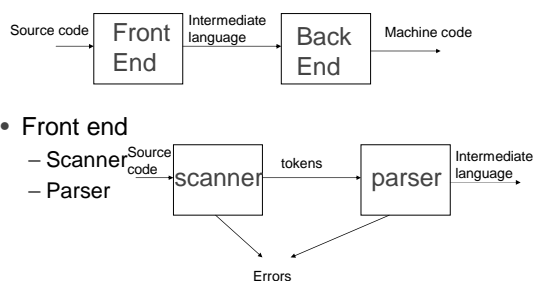 Source code
Front
End
Intermediate
language
Back
End
Machine code
• Front end
– Scanner
– Parser
Source
code
scanner
tokens
parser
Intermediate
language
Errors